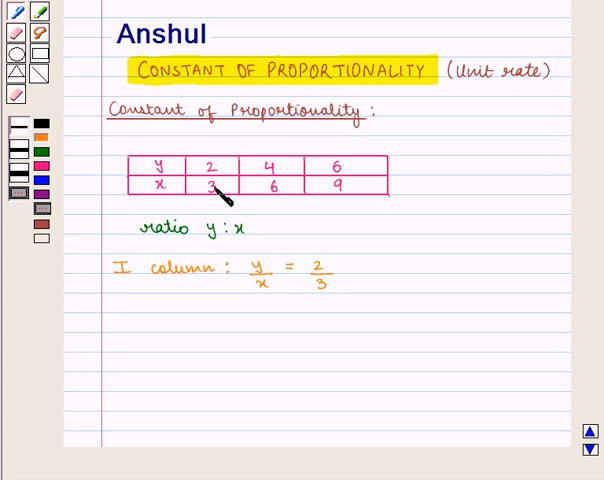 Anshul
CONSTANT OF PROPORTIONALITY (Unit rate)
Constant of Proportionality :
y 2 4 6
x 3 6 9
ratio y : x
I column : y/x = 2/3